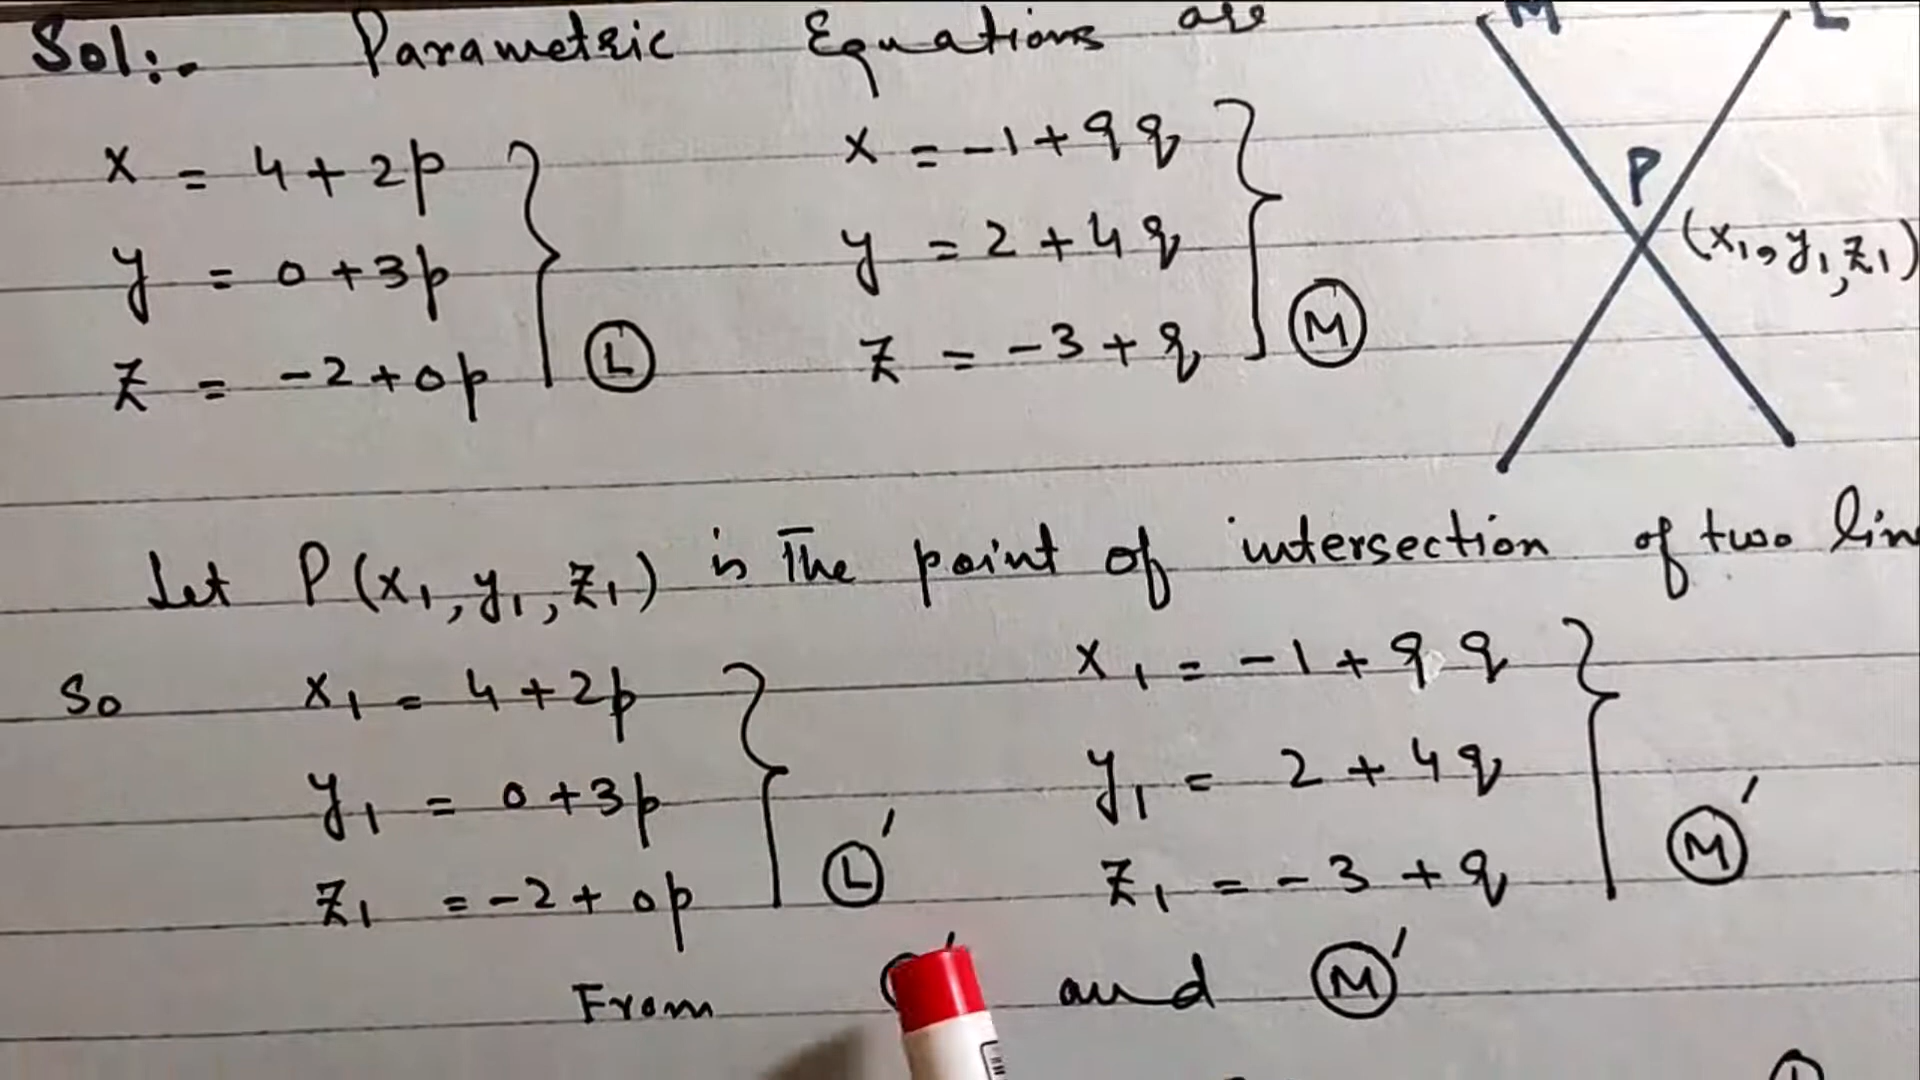 Sol:- Parametric Equations are
M L
x = 4 + 2p
y = 0 + 3p
z = -2 + 0p
L
x = -1 + 9q
y = 2 + 4q
z = -3 + q
M
P
(x₁, y₁, z₁)
Let P(x₁, y₁, z₁) is the point of intersection of two lin
So x₁ = 4 + 2p
y₁ = 0 + 3p
z₁ = -2 + 0p
L'
x₁ = -1 + 9q
y₁ = 2 + 4q
z₁ = -3 + q
M'
From and M'